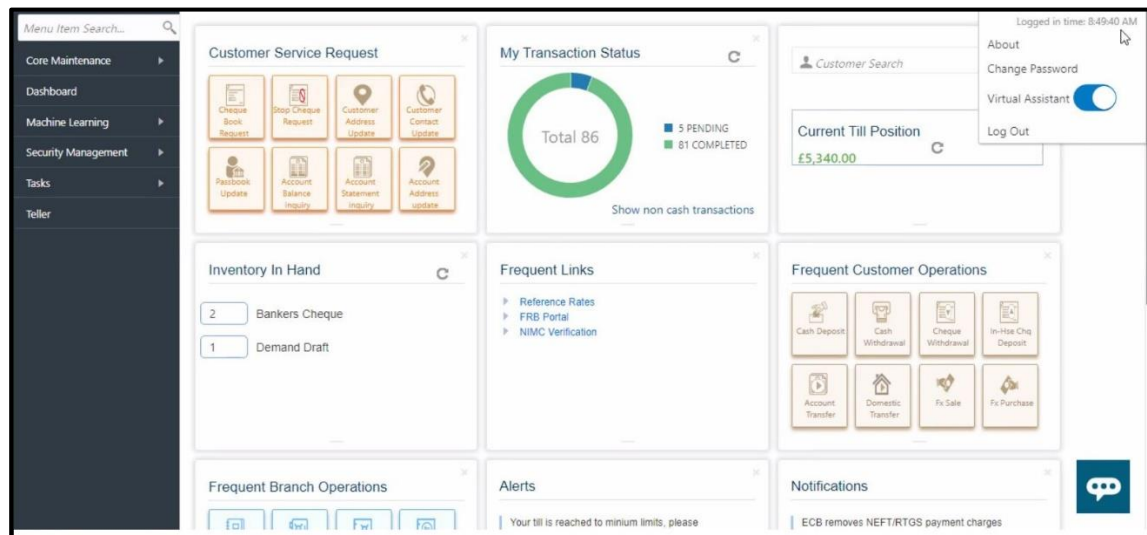 Menu Item Search...
Core Maintenance
Dashboard
Machine Learning
Security Management
Tasks
Teller
Customer Service Request
Cheque
Book
Request
Stop Cheque
Request
Customer
Address
Update
Customer
Contact
Update
Passbook
Update
Account
Balance
Inquiry
Account
Statement
Inquiry
Account
Address
update
My Transaction Status
Total 86
5 PENDING
81 COMPLETED
Show non cash transactions
Customer Search
Current Till Position
£5,340.00
Logged in time: 8:49:40 AM
About
Change Password
Virtual Assistant
Log Out
Inventory In Hand
2 Bankers Cheque
1 Demand Draft
Frequent Links
Reference Rates
FRB Portal
NIMC Verification
Frequent Customer Operations
Cash Deposit
Cash
Withdrawal
Cheque
Withdrawal
In-Hse Chq
Deposit
Account
Transfer
Domestic
Transfer
Fx Sale
Fx Purchase
Frequent Branch Operations
Alerts
Your till is reached to minium limits, please
Notifications
ECB removes NEFT/RTGS payment charges